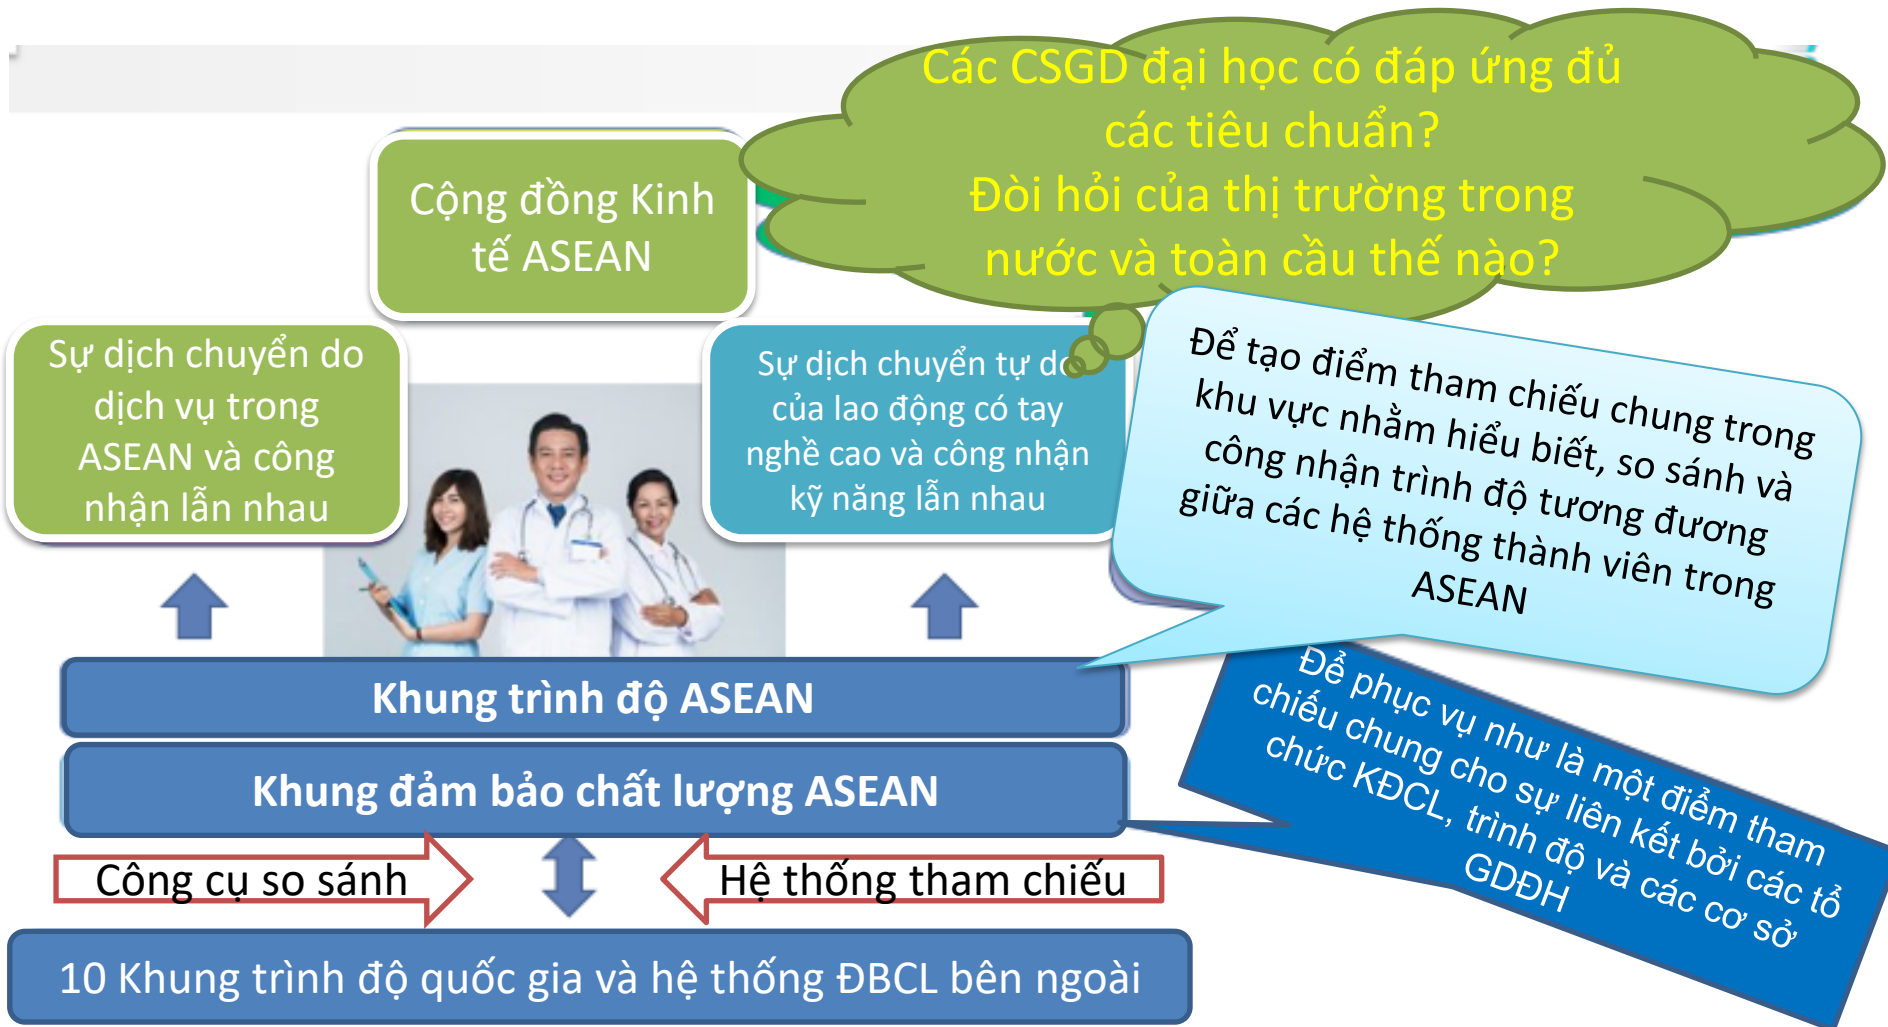 Các CSGD đại học có đáp ứng đủ
các tiêu chuẩn?
Đòi hỏi của thị trường trong
nước và toàn cầu thế nào?
Cộng đồng Kinh
tế ASEAN
Sự dịch chuyển do
dịch vụ trong
ASEAN và công
nhận lẫn nhau
Sự dịch chuyển tự do
của lao động có tay
nghề cao và công nhận
kỹ năng lẫn nhau
Để tạo điểm tham chiếu chung trong
khu vực nhằm hiểu biết, so sánh và
công nhận trình độ tương đương
giữa các hệ thống thành viên trong
ASEAN
Khung trình độ ASEAN
Khung đảm bảo chất lượng ASEAN
Để phục vụ như là một điểm tham
chiếu chung cho sự liên kết bởi các tổ
chức KĐCL, trình độ và các cơ sở
GDĐH
Công cụ so sánh
Hệ thống tham chiếu
10 Khung trình độ quốc gia và hệ thống ĐBCL bên ngoài